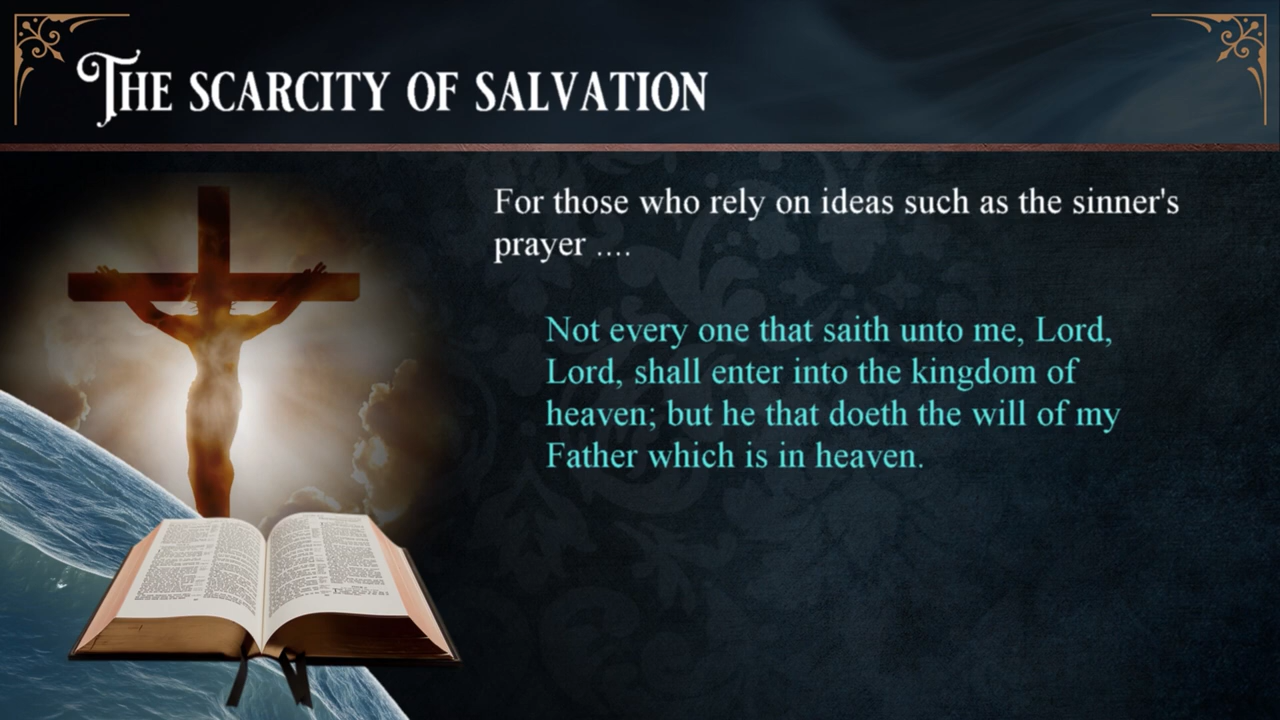 The scarcity of salvation
For those who rely on ideas such as the sinner's
prayer ....
Not every one that saith unto me, Lord,
Lord, shall enter into the kingdom of
heaven; but he that doeth the will of my
Father which is in heaven.